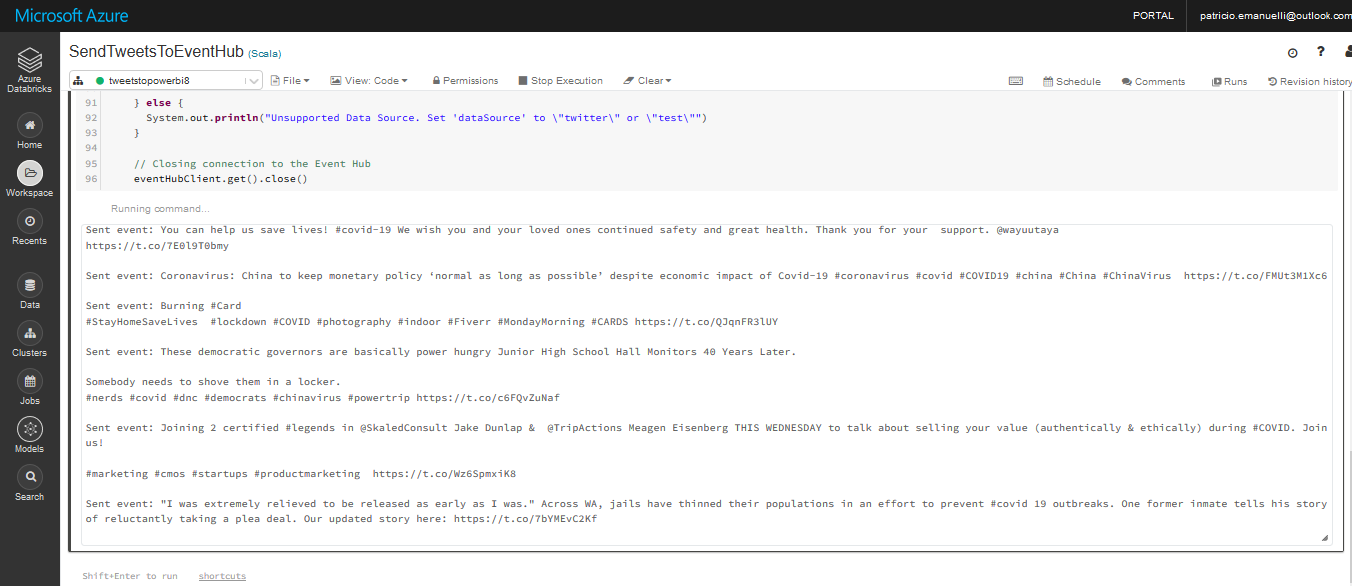 Microsoft Azure
PORTAL
patricio.emanuelli@outlook.com
Azure
Databricks
Home
Workspace
Recents
Data
Clusters
Jobs
Models
Search
SendTweetsToEventHub (Scala)
tweetstopowerbi8
File
View: Code
Permissions
Stop Execution
Clear
Schedule
Comments
Runs
Revision history
91 } else {
92 System.out.println("Unsupported Data Source. Set 'dataSource' to \"twitter\" or \"test\"")
93 }
94
95 // Closing connection to the Event Hub
96 eventHubClient.get().close()
Running command...
Sent event: You can help us save lives! #covid-19 We wish you and your loved ones continued safety and great health. Thank you for your  support. @wayuutaya
https://t.co/7E0l9T0bmy
Sent event: Coronavirus: China to keep monetary policy ‘normal as long as possible’ despite economic impact of Covid-19 #coronavirus #covid #COVID19 #china #China #ChinaVirus  https://t.co/FMUt3M1Xc6
Sent event: Burning #Card
#StayHomeSaveLives  #lockdown #COVID #photography #indoor #Fiverr #MondayMorning #CARDS https://t.co/QJqnFR3lUY
Sent event: These democratic governors are basically power hungry Junior High School Hall Monitors 40 Years Later.
Somebody needs to shove them in a locker.
#nerds #covid #dnc #democrats #chinavirus #powertrip https://t.co/c6FQvZuNaf
Sent event: Joining 2 certified #legends in @SkaledConsult Jake Dunlap &  @TripActions Meagen Eisenberg THIS WEDNESDAY to talk about selling your value (authentically & ethically) during #COVID. Join
us!
#marketing #cmos #startups #productmarketing  https://t.co/Wz6SpmxiK8
Sent event: "I was extremely relieved to be released as early as I was." Across WA, jails have thinned their populations in an effort to prevent #covid 19 outbreaks. One former inmate tells his story
of reluctantly taking a plea deal. Our updated story here: https://t.co/7bYMEvC2Kf
Shift+Enter to run
shortcuts